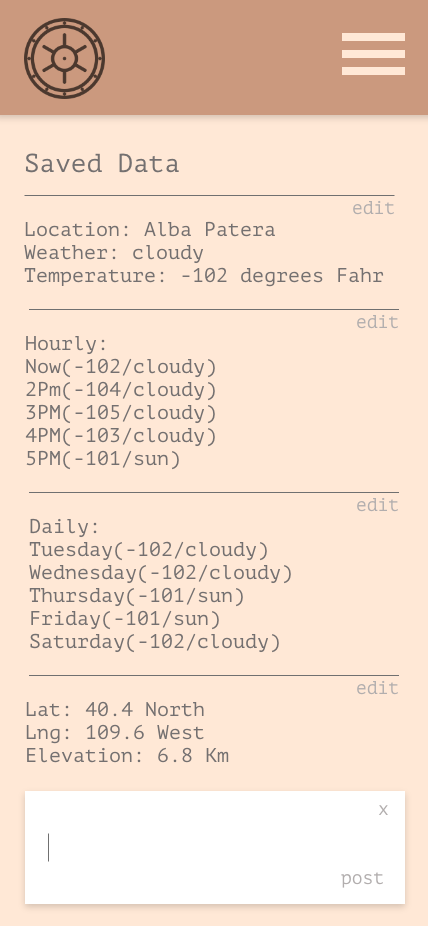 Saved Data
edit
Location: Alba Patera
Weather: cloudy
Temperature: -102 degrees Fahr
edit
Hourly:
Now(-102/cloudy)
2Pm(-104/cloudy)
3PM(-105/cloudy)
4PM(-103/cloudy)
5PM(-101/sun)
edit
Daily:
Tuesday(-102/cloudy)
Wednesday(-102/cloudy)
Thursday(-101/sun)
Friday(-101/sun)
Saturday(-102/cloudy)
edit
Lat: 40.4 North
Lng: 109.6 West
Elevation: 6.8 Km
x
post